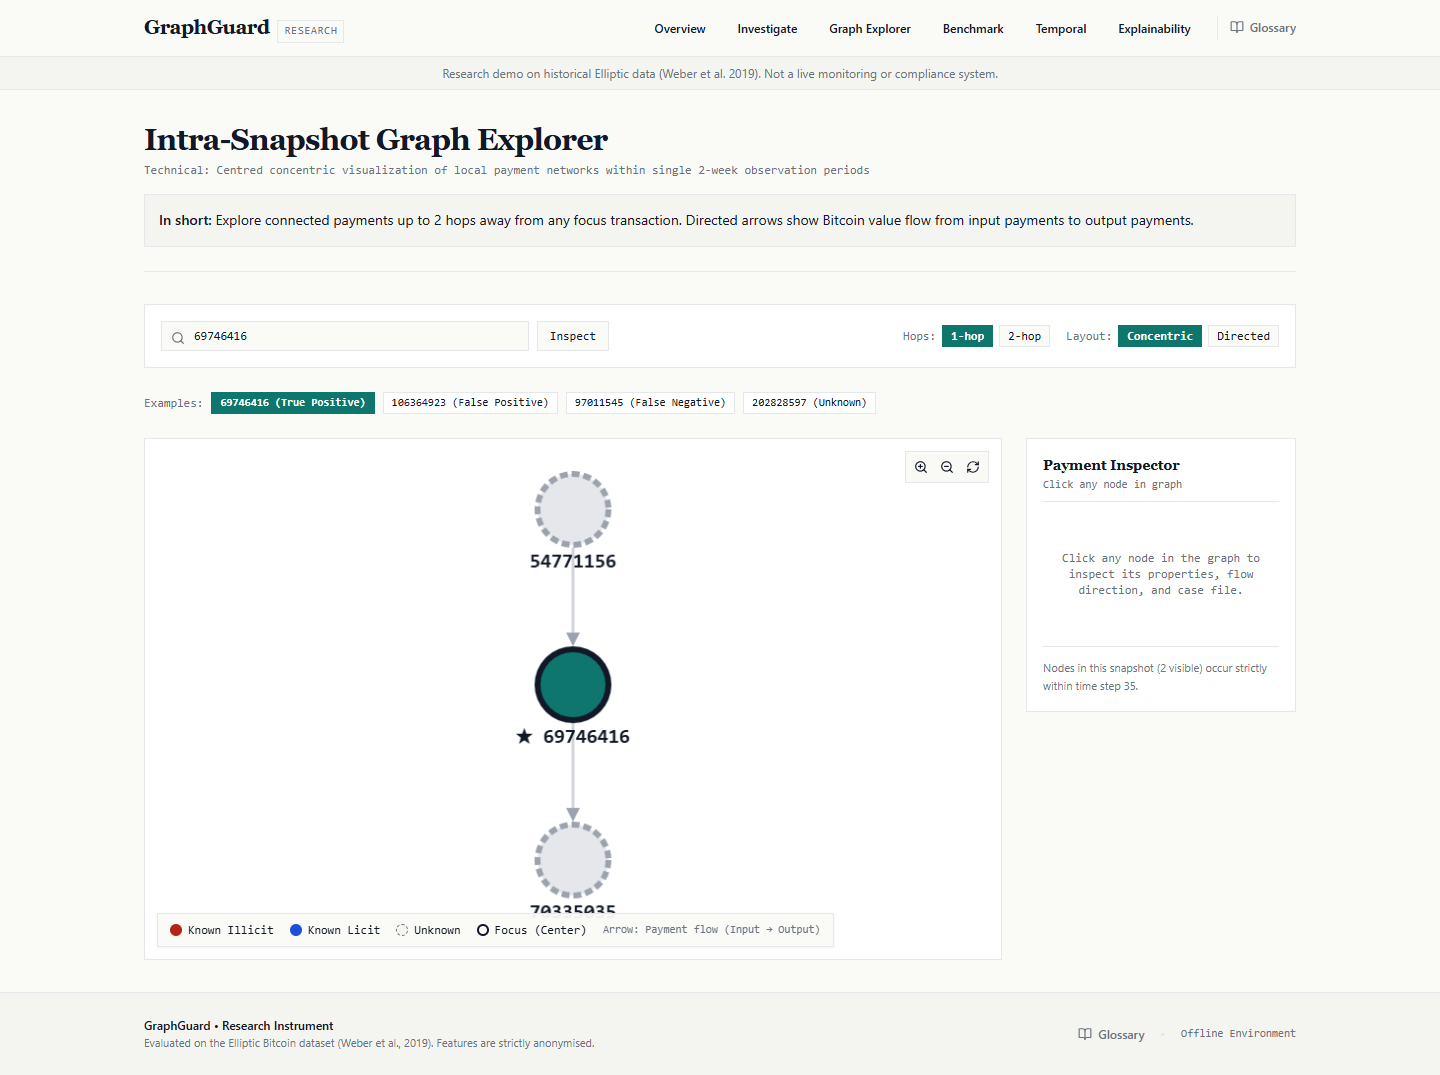 GraphGuard RESEARCH
Overview Investigate Graph Explorer Benchmark Temporal Explainability Glossary
Research demo on historical Elliptic data (Weber et al. 2019). Not a live monitoring or compliance system.
Intra-Snapshot Graph Explorer
Technical: Centred concentric visualization of local payment networks within single 2-week observation periods
In short: Explore connected payments up to 2 hops away from any focus transaction. Directed arrows show Bitcoin value flow from input payments to output payments.
69746416 Inspect Hops: 1-hop 2-hop Layout: Concentric Directed
Examples: 69746416 (True Positive) 106364923 (False Positive) 97011545 (False Negative) 202828597 (Unknown)
54771156
★ 69746416
70335035
Known Illicit Known Licit Unknown Focus (Center) Arrow: Payment flow (Input → Output)
Payment Inspector
Click any node in graph
Click any node in the graph to
inspect its properties, flow
direction, and case file.
Nodes in this snapshot (2 visible) occur strictly
within time step 35.
GraphGuard • Research Instrument
Evaluated on the Elliptic Bitcoin dataset (Weber et al., 2019). Features are strictly anonymised.
Glossary · Offline Environment